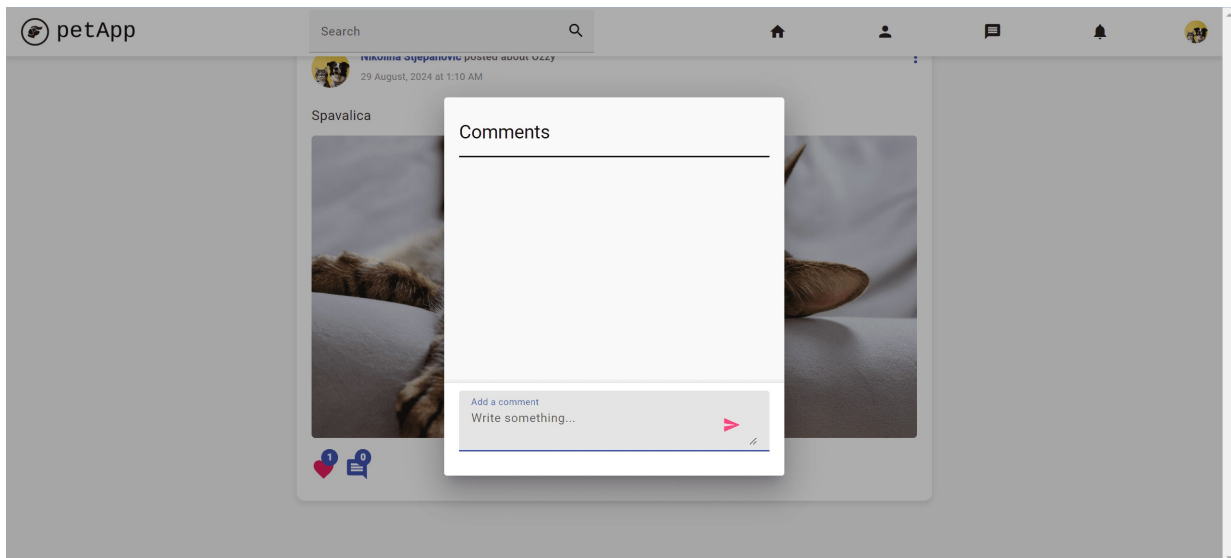 petApp
Search
Nikolina Stjepanovic posted about Ozzy
29 August, 2024 at 1:10 AM
Spavalica
Comments
Add a comment
Write something...
1
0